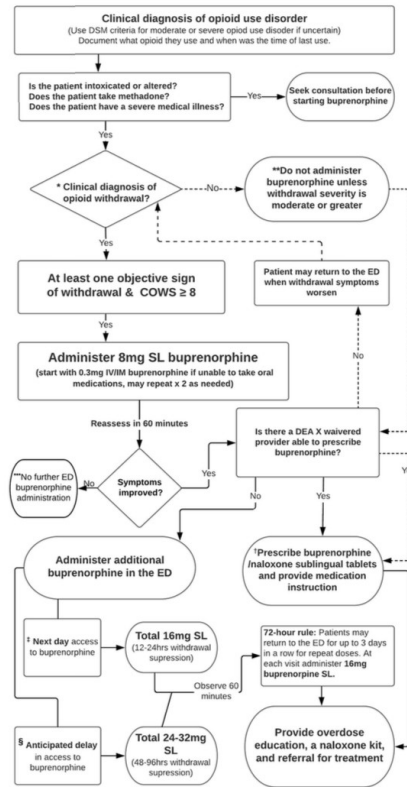 Clinical diagnosis of opioid use disorder
(Use DSM criteria for moderate or severe opiod use disoder if uncertain)
Document what opioid they use and when was the time of last use.
Is the patient intoxicated or altered?
Does the patient take methadone?
Does the patient have a severe medical illness?
Yes
Seek consultation before
starting buprenorphine
Yes
* Clinical diagnosis of
opioid withdrawal?
No
**Do not administer
buprenorphine unless
withdrawal severity is
moderate or greater
Yes
At least one objective sign
of withdrawal & COWS ≥ 8
Patient may return to the ED
when withdrawal symptoms
worsen
Yes
No
Administer 8mg SL buprenorphine
(start with 0.3mg IV/IM buprenorphine if unable to take oral
medications, may repeat x 2 as needed)
Reassess in 60 minutes
Is there a DEA X waivered
provider able to prescribe
buprenorphine?
***No further ED
buprenorphine
administration
No
Symptoms
improved?
Yes
No
Yes
Administer additional
buprenorphine in the ED
†Prescribe buprenorphine
/naloxone sublingual tablets
and provide medication
instruction
‡ Next day access
to buprenorphine
Total 16mg SL
(12-24hrs withdrawal
supression)
Observe 60
minutes
72-hour rule: Patients may
return to the ED for up to 3 days
in a row for repeat doses. At
each visit administer 16mg
buprenorpine SL.
§ Anticipated delay
in access to
buprenorphine
Total 24-32mg
SL
(48-96hrs withdrawal
supression)
Provide overdose
education, a naloxone kit,
and referral for treatment